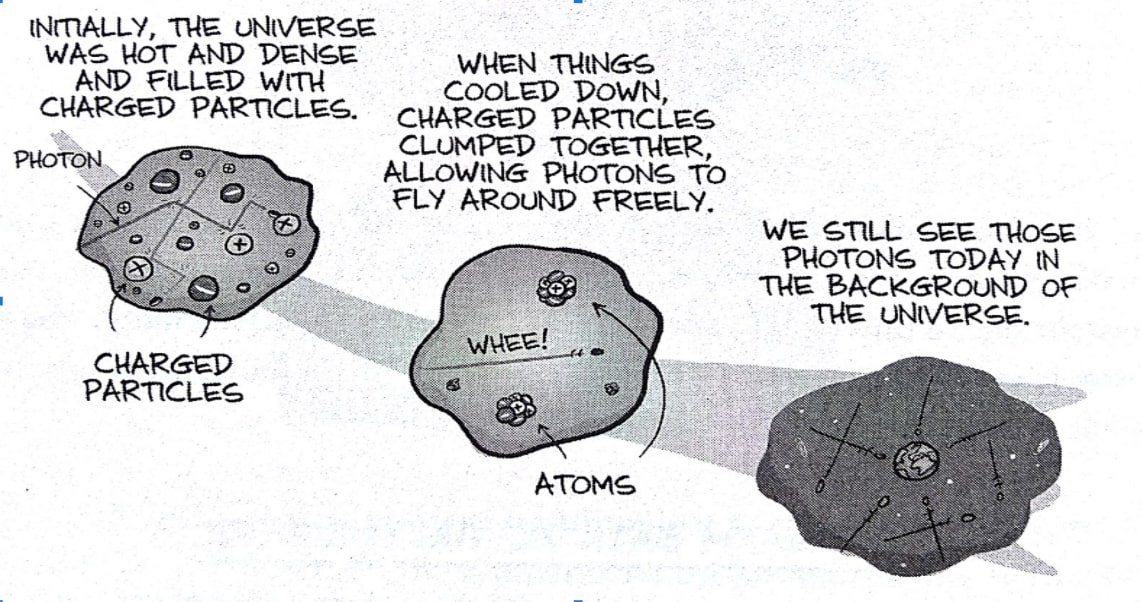 INITIALLY, THE UNIVERSE
WAS HOT AND DENSE
AND FILLED WITH
CHARGED PARTICLES.
PHOTON
CHARGED
PARTICLES
WHEN THINGS
COOLED DOWN,
CHARGED PARTICLES
CLUMPED TOGETHER,
ALLOWING PHOTONS TO
FLY AROUND FREELY.
WHEE!
ATOMS
WE STILL SEE THOSE
PHOTONS TODAY IN
THE BACKGROUND OF
THE UNIVERSE.